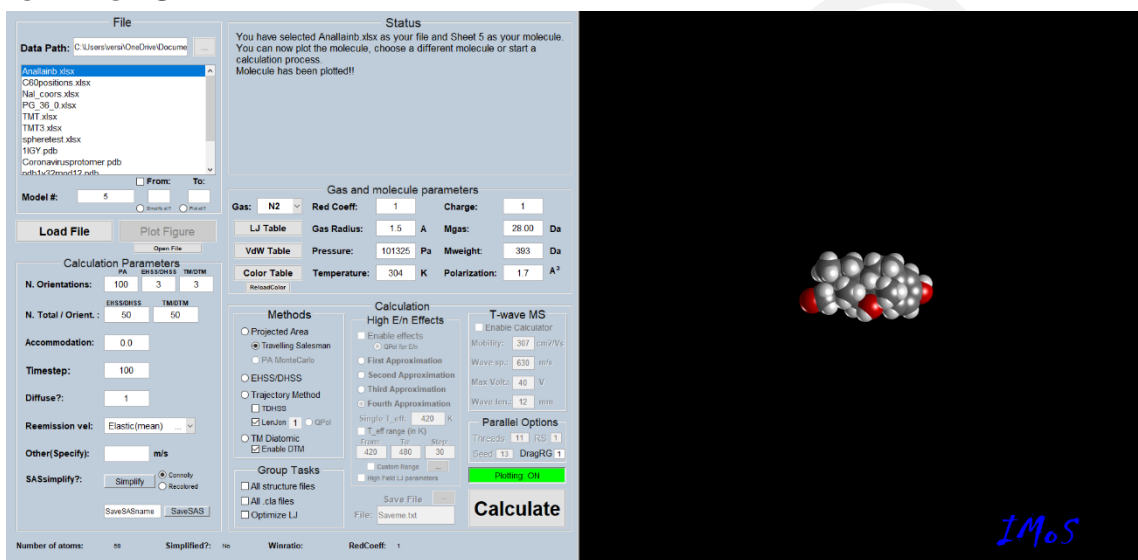 File
Data Path: C:\Users\versi\OneDrive\Docume ...
Anallainb.xlsx
C60positions.xlsx
NaI_coors.xlsx
PG_36_0.xlsx
TMT.xlsx
TMT3.xlsx
spheretest.xlsx
1IGY.pdb
Coronavirusprotomer.pdb
pdb1v32mod12.pdb
From: To:
Model #: 5
Load File Plot Figure
Open File
Calculation Parameters
PA EHSS/DHSS TM/DTM
N. Orientations: 100 3 3
EHSS/DHSS TM/DTM
N. Total / Orient. : 50 50
Accommodation: 0.0
Timestep: 100
Diffuse?: 1
Reemission vel: Elastic(mean) ...
Other(Specify): m/s
SASsimplify?: Simplify Connolly
Recolored
SaveSASname SaveSAS
Number of atoms: 59 Simplified?: No Winratio: RedCoeff: 1
Status
You have selected Anallainb.xlsx as your file and Sheet 5 as your molecule.
You can now plot the molecule, choose a different molecule or start a
calculation process.
Molecule has been plotted!!
Gas and molecule parameters
Gas: N2 Red Coeff: 1 Charge: 1
LJ Table Gas Radius: 1.5 A Mgas: 28.00 Da
VdW Table Pressure: 101325 Pa Mweight: 393 Da
Color Table Temperature: 304 K Polarization: 1.7 A^3
ReloadColor
Methods
Projected Area
Travelling Salesman
PA MonteCarlo
EHSS/DHSS
Trajectory Method
TDHSS
LenJon 1 QPol
TM Diatomic
Enable DTM
Group Tasks
All structure files
All .cla files
Optimize LJ
Calculation
High E/n Effects
Enable effects
QPol for E/n
First Approximation
Second Approximation
Third Approximation
Fourth Approximation
Single T_eff: 420 K
T_eff range (in K)
From: To: Step:
420 480 30
Custom Range ...
High Field LJ parameters
Save File ...
File: Saveme.txt
T-wave MS
Enable Calculator
Mobility: 307 cm2/Vs
Wave sp.: 630 m/s
Max Volt: 40 V
Wave len.: 12 mm
Parallel Options
Threads 11 RS 1
Seed 13 DragRG 1
Plotting: ON
Calculate
IMoS